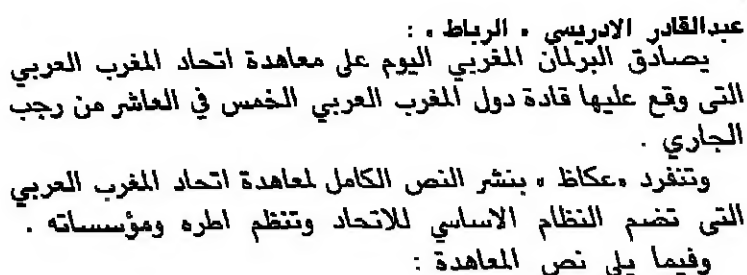 عبدالقادر الادريسي « الرباط » :
يصادق البرلمان المغربي اليوم على معاهدة اتحاد المغرب العربي
التى وقع عليها قادة دول المغرب العربي الخمس في العاشر من رجب
الجاري .
وتنفرد «عكاظ » بنشر النص الكامل لمعاهدة اتحاد المغرب العربي
التى تضم النظام الاساسي للاتحاد وتنظم اطره ومؤسساته .
وفيما يلي نص المعاهدة :